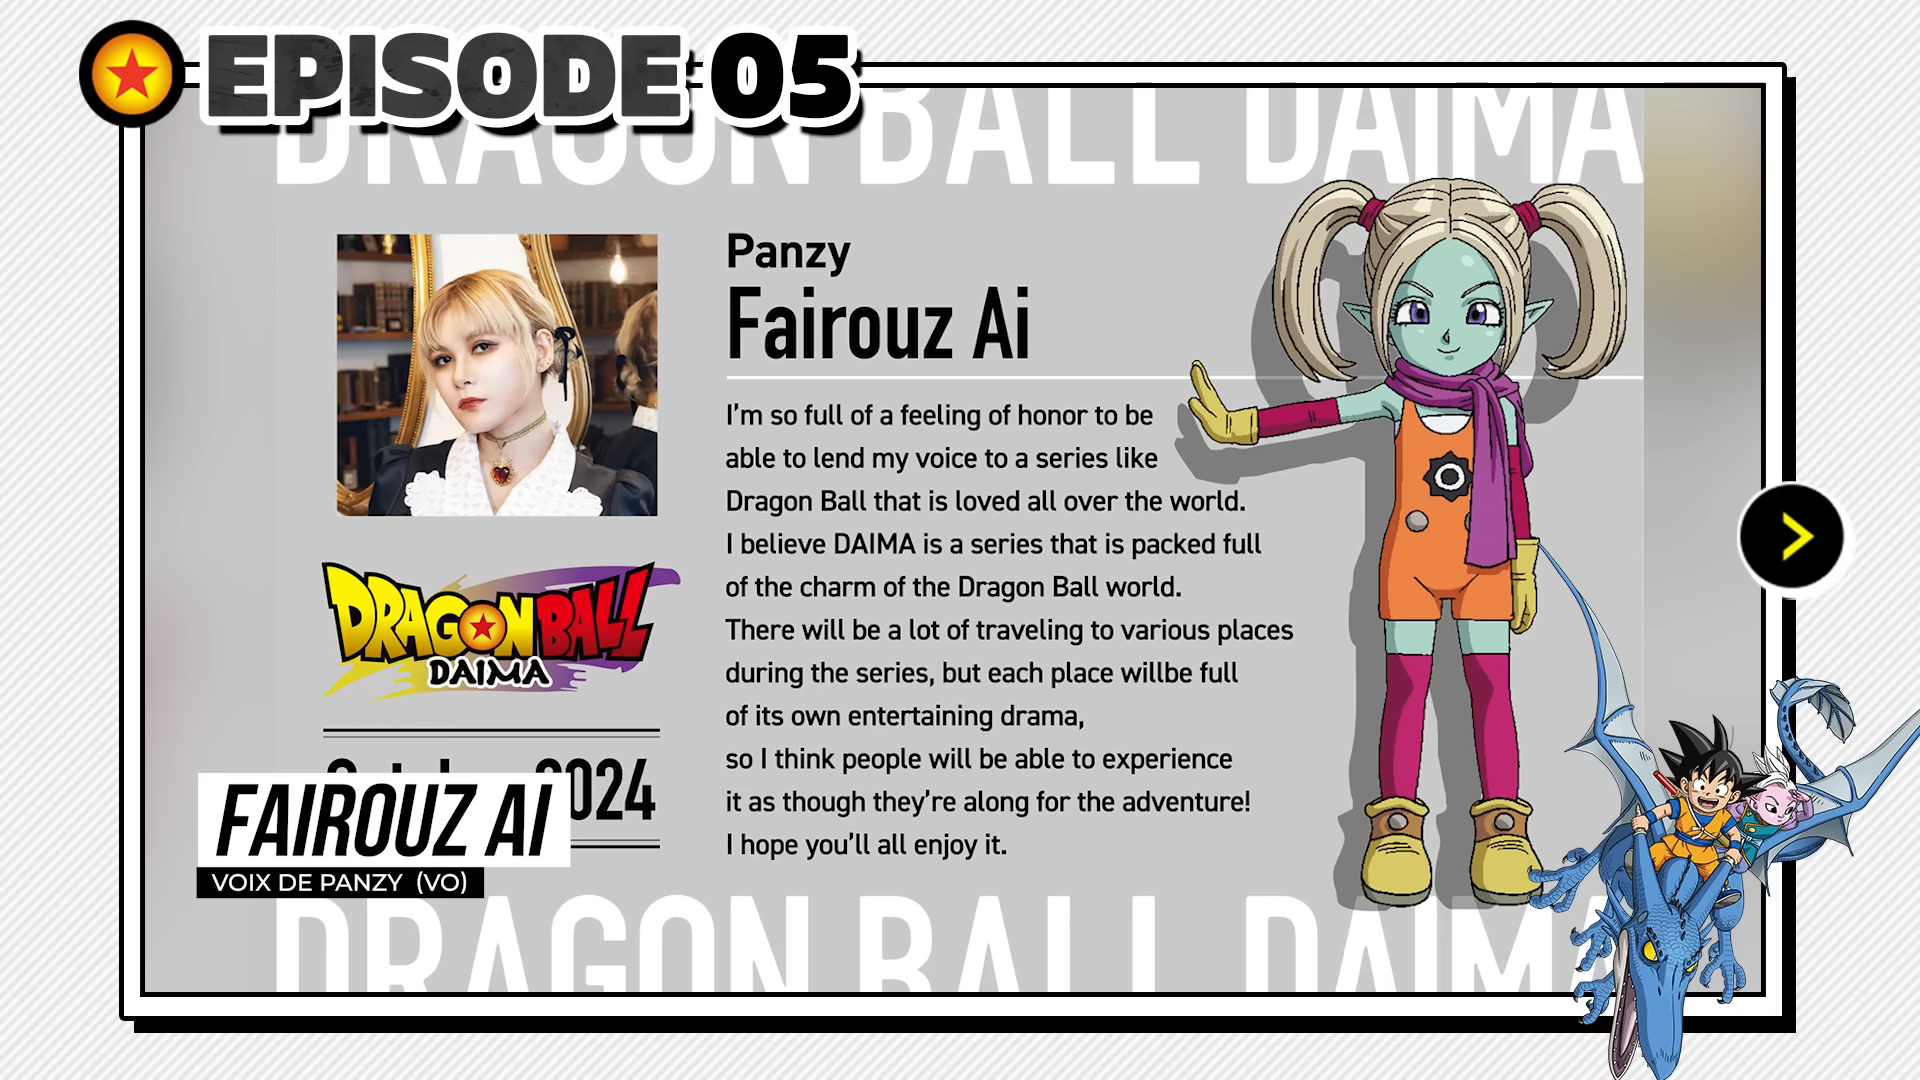 EPISODE 05
DRAGON BALL DAIMA
Panzy
Fairouz Ai
I'm so full of a feeling of honor to be
able to lend my voice to a series like
Dragon Ball that is loved all over the world.
I believe DAIMA is a series that is packed full
of the charm of the Dragon Ball world.
There will be a lot of traveling to various places
during the series, but each place willbe full
of its own entertaining drama,
so I think people will be able to experience
it as though they're along for the adventure!
I hope you'll all enjoy it.
DRAGON BALL
DAIMA
2024
FAIROUZ AI
VOIX DE PANZY (VO)
DRAGON BALL DAIMA